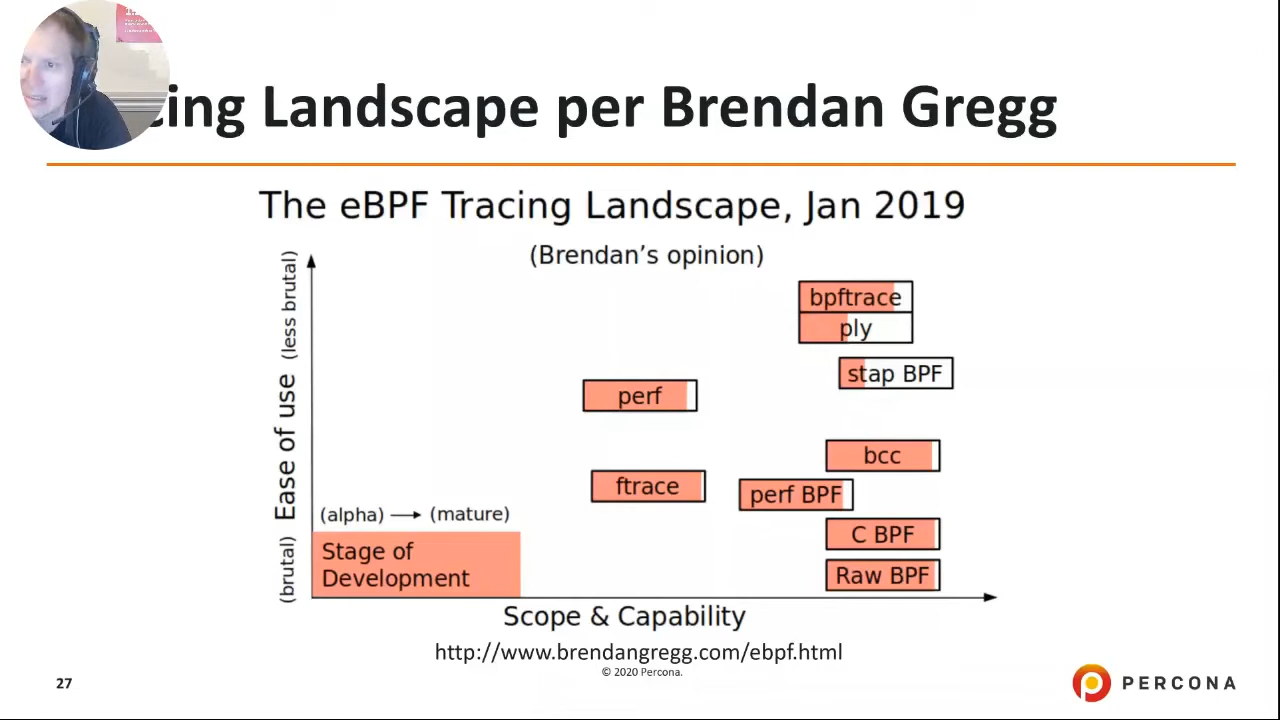 cing Landscape per Brendan Gregg
The eBPF Tracing Landscape, Jan 2019
(Brendan's opinion)
Ease of use
(less brutal)
(brutal)
bpftrace
ply
stap BPF
perf
bcc
ftrace
perf BPF
C BPF
Raw BPF
(alpha) → (mature)
Stage of
Development
Scope & Capability
http://www.brendangregg.com/ebpf.html
© 2020 Percona.
27
PERCONA